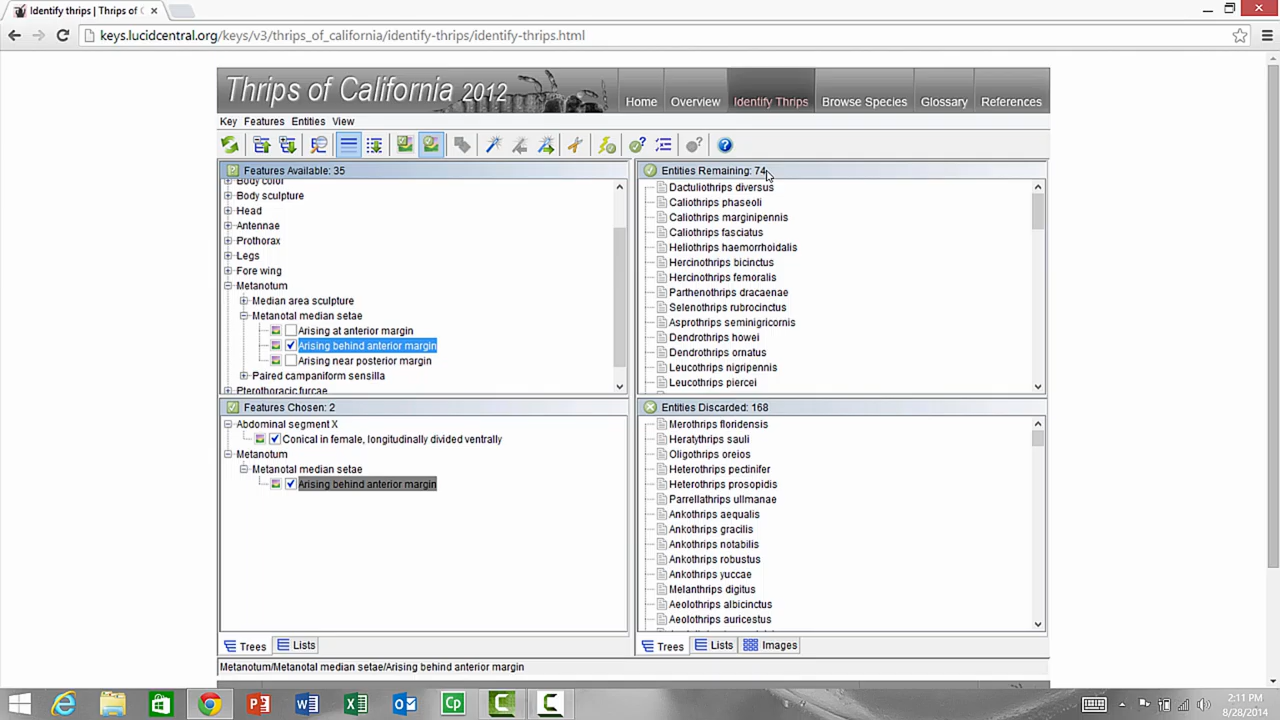 Identify thrips | Thrips of C
keys.lucidcentral.org/keys/v3/thrips_of_california/identify-thrips/identify-thrips.html
Thrips of California 2012
Home
Overview
Identify Thrips
Browse Species
Glossary
References
Key
Features
Entities
View
Features Available: 35
Body color
Body sculpture
Head
Antennae
Prothorax
Legs
Fore wing
Metanotum
Median area sculpture
Metanotal median setae
Arising at anterior margin
Arising behind anterior margin
Arising near posterior margin
Paired campaniform sensilla
Pterothoracic furcae
Entities Remaining: 74
Dactuliothrips diversus
Caliothrips phaseoli
Caliothrips marginipennis
Caliothrips fasciatus
Heliothrips haemorrhoidalis
Hercinothrips bicinctus
Hercinothrips femoralis
Parthenothrips dracaenae
Selenothrips rubrocinctus
Asprothrips seminigricornis
Dendrothrips howei
Dendrothrips ornatus
Leucothrips nigripennis
Leucothrips piercei
Features Chosen: 2
Abdominal segment X
Conical in female, longitudinally divided ventrally
Metanotum
Metanotal median setae
Arising behind anterior margin
Entities Discarded: 168
Merothrips floridensis
Heratythrips sauli
Oligothrips oreios
Heterothrips pectinifer
Heterothrips prosopidis
Parrellathrips ullmanae
Ankothrips aequalis
Ankothrips gracilis
Ankothrips notabilis
Ankothrips robustus
Ankothrips yuccae
Melanthrips digitus
Aeolothrips albicinctus
Aeolothrips auricestus
Trees
Lists
Trees
Lists
Images
Metanotum/Metanotal median setae/Arising behind anterior margin
2:11 PM
8/28/2014